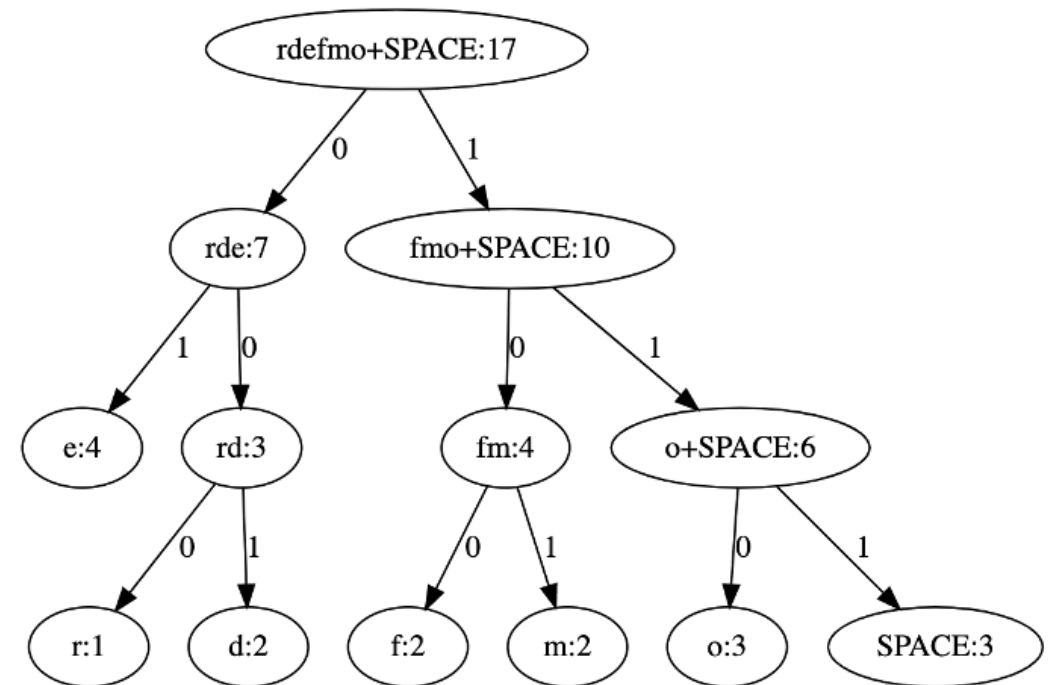 rdefmo+SPACE:17
0 1
rde:7 fmo+SPACE:10
1 0 0 1
e:4 rd:3 fm:4 o+SPACE:6
0 1 0 1 0 1
r:1 d:2 f:2 m:2 o:3 SPACE:3